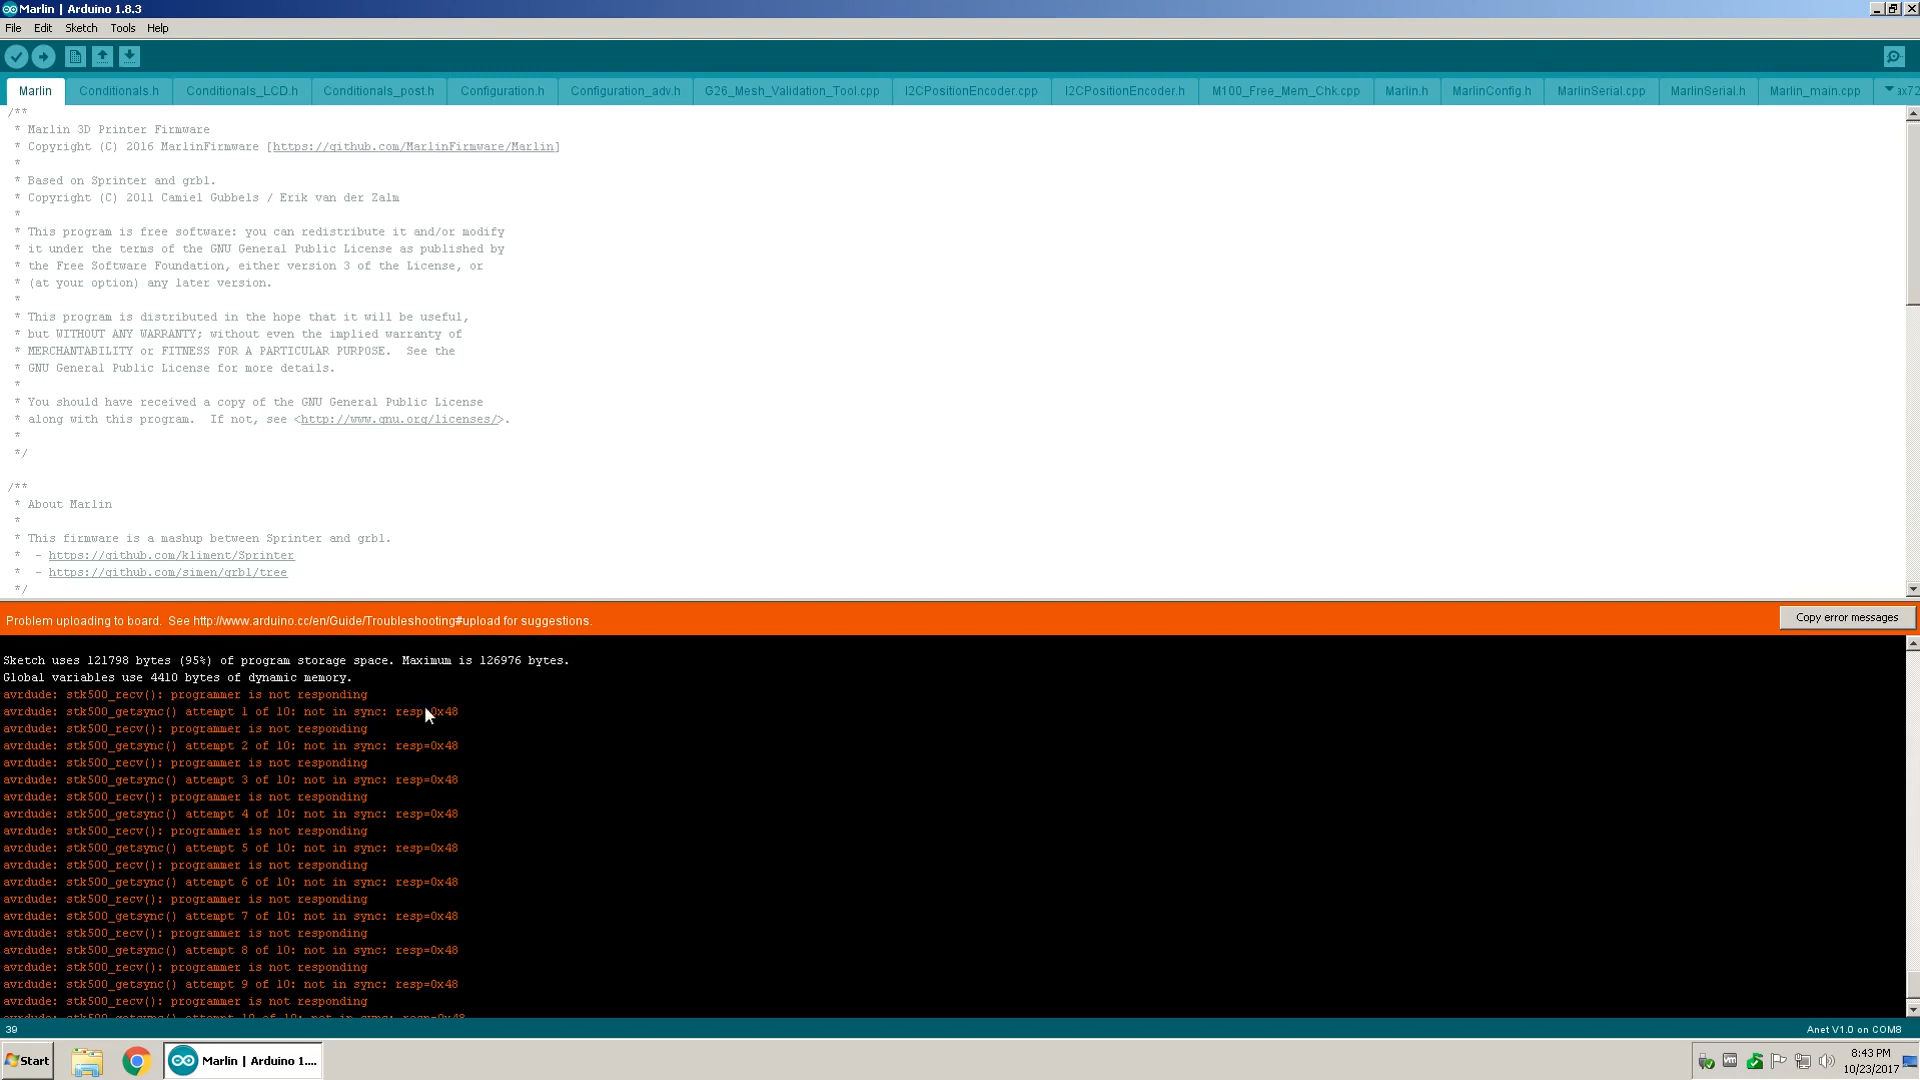 Marlin | Arduino 1.8.3
File Edit Sketch Tools Help
Marlin Conditionals.h Conditionals_LCD.h Conditionals_post.h Configuration.h Configuration_adv.h G26_Mesh_Validation_Tool.cpp I2CPositionEncoder.cpp I2CPositionEncoder.h M100_Free_Mem_Chk.cpp Marlin.h MarlinConfig.h MarlinSerial.cpp MarlinSerial.h Marlin_main.cpp
/**
* Marlin 3D Printer Firmware
* Copyright (C) 2016 MarlinFirmware [https://github.com/MarlinFirmware/Marlin]
*
* Based on Sprinter and grbl.
* Copyright (C) 2011 Camiel Gubbels / Erik van der Zalm
*
* This program is free software: you can redistribute it and/or modify
* it under the terms of the GNU General Public License as published by
* the Free Software Foundation, either version 3 of the License, or
* (at your option) any later version.
*
* This program is distributed in the hope that it will be useful,
* but WITHOUT ANY WARRANTY; without even the implied warranty of
* MERCHANTABILITY or FITNESS FOR A PARTICULAR PURPOSE.  See the
* GNU General Public License for more details.
*
* You should have received a copy of the GNU General Public License
* along with this program.  If not, see <http://www.gnu.org/licenses/>.
*
*/
/**
* About Marlin
*
* This firmware is a mashup between Sprinter and grbl.
*  - https://github.com/kliment/Sprinter
*  - https://github.com/simen/grbl/tree
*/
Problem uploading to board.  See http://www.arduino.cc/en/Guide/Troubleshooting#upload for suggestions.
Copy error messages
Sketch uses 121798 bytes (95%) of program storage space. Maximum is 126976 bytes.
Global variables use 4410 bytes of dynamic memory.
avrdude: stk500_recv(): programmer is not responding
avrdude: stk500_getsync() attempt 1 of 10: not in sync: resp=0x48
avrdude: stk500_recv(): programmer is not responding
avrdude: stk500_getsync() attempt 2 of 10: not in sync: resp=0x48
avrdude: stk500_recv(): programmer is not responding
avrdude: stk500_getsync() attempt 3 of 10: not in sync: resp=0x48
avrdude: stk500_recv(): programmer is not responding
avrdude: stk500_getsync() attempt 4 of 10: not in sync: resp=0x48
avrdude: stk500_recv(): programmer is not responding
avrdude: stk500_getsync() attempt 5 of 10: not in sync: resp=0x48
avrdude: stk500_recv(): programmer is not responding
avrdude: stk500_getsync() attempt 6 of 10: not in sync: resp=0x48
avrdude: stk500_recv(): programmer is not responding
avrdude: stk500_getsync() attempt 7 of 10: not in sync: resp=0x48
avrdude: stk500_recv(): programmer is not responding
avrdude: stk500_getsync() attempt 8 of 10: not in sync: resp=0x48
avrdude: stk500_recv(): programmer is not responding
avrdude: stk500_getsync() attempt 9 of 10: not in sync: resp=0x48
avrdude: stk500_recv(): programmer is not responding
avrdude: stk500_getsync() attempt 10 of 10: not in sync: resp=0x48
39
Anet V1.0 on COM8
Start
Marlin | Arduino 1....
8:43 PM
10/23/2017